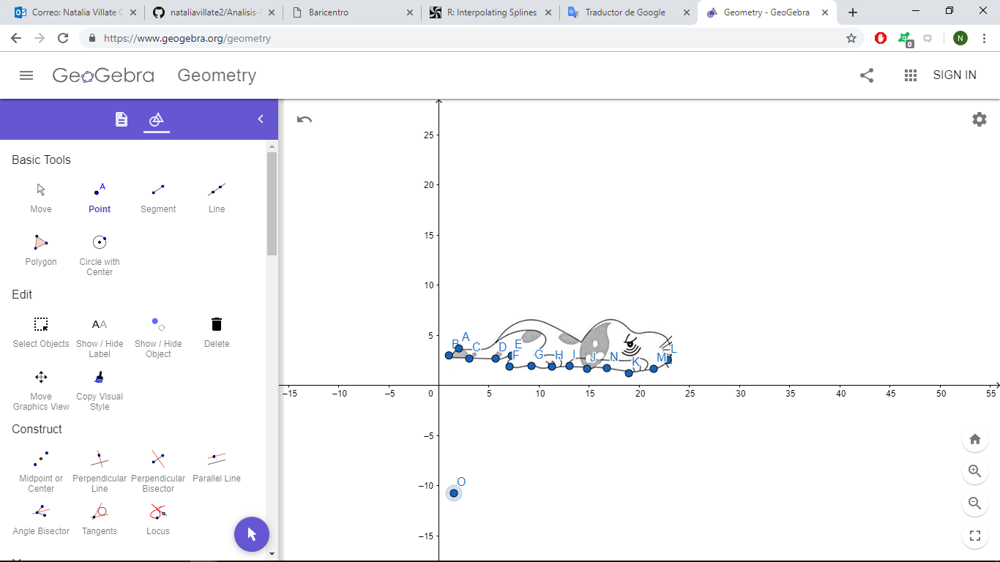 Correo: Natalia Villate C
nataliavillate2/Analisis-
Baricentro
R: Interpolating Splines
Traductor de Google
Geometry - GeoGebra
https://www.geogebra.org/geometry
0
N
GeoGebra
Geometry
SIGN IN
Basic Tools
A
Move
Point
Segment
Line
Polygon
Circle with
Center
Edit
AA
Select Objects
Show / Hide
Label
Show / Hide
Object
Delete
Move
Graphics View
Copy Visual
Style
Construct
Midpoint or
Center
Perpendicular
Line
Perpendicular
Bisector
Parallel Line
Angle Bisector
Tangents
Locus
25
20
15
10
5
B A C D E F G H I J N K M L
−15 −10 −5 0 5 10 15 20 25 30 35 40 45 50 55
−5
−10
O
−15